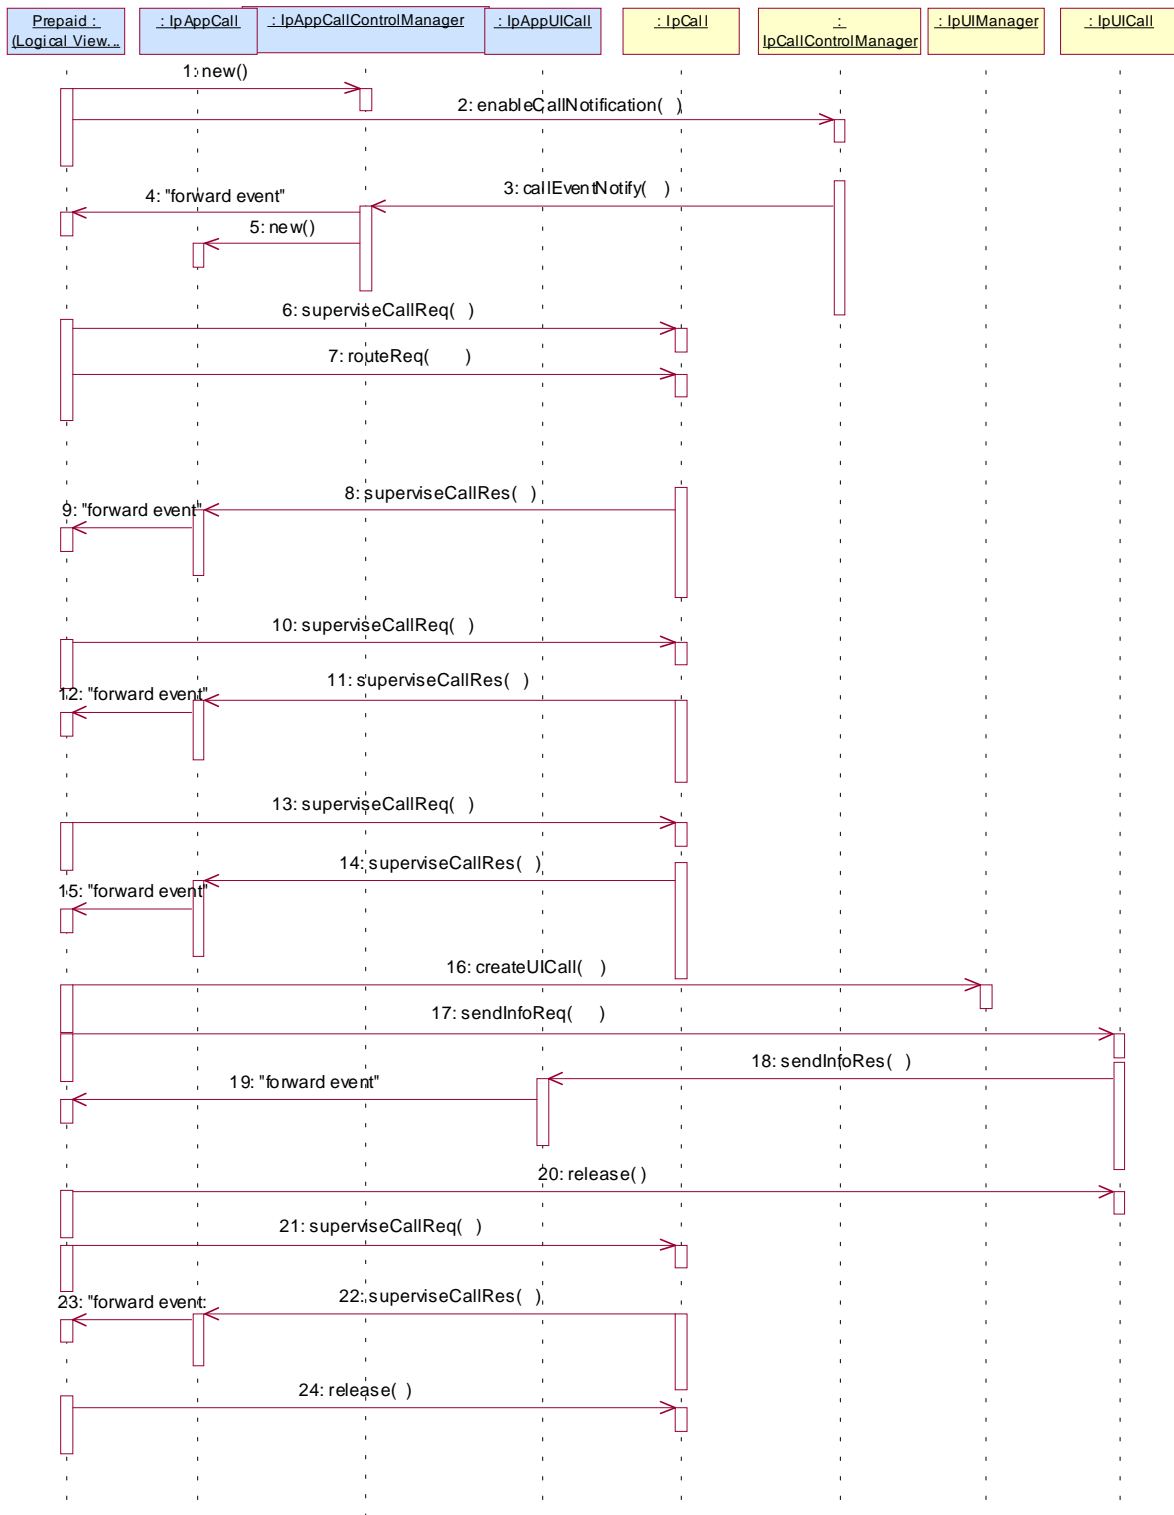 Prepaid :
(Logical View...
: IpAppCall
: IpAppCallControlManager
: IpAppUICall
: IpCall
:
IpCallControlManager
: IpUIManager
: IpUICall
1: new()
2: enableCallNotification( )
3: callEventNotify( )
4: "forward event"
5: new()
6: superviseCallReq( )
7: routeReq( )
8: superviseCallRes( )
9: "forward event"
10: superviseCallReq( )
11: superviseCallRes( )
12: "forward event"
13: superviseCallReq( )
14: superviseCallRes( )
15: "forward event"
16: createUICall( )
17: sendInfoReq( )
18: sendInfoRes( )
19: "forward event"
20: release( )
21: superviseCallReq( )
22: superviseCallRes( )
23: "forward event:
24: release( )